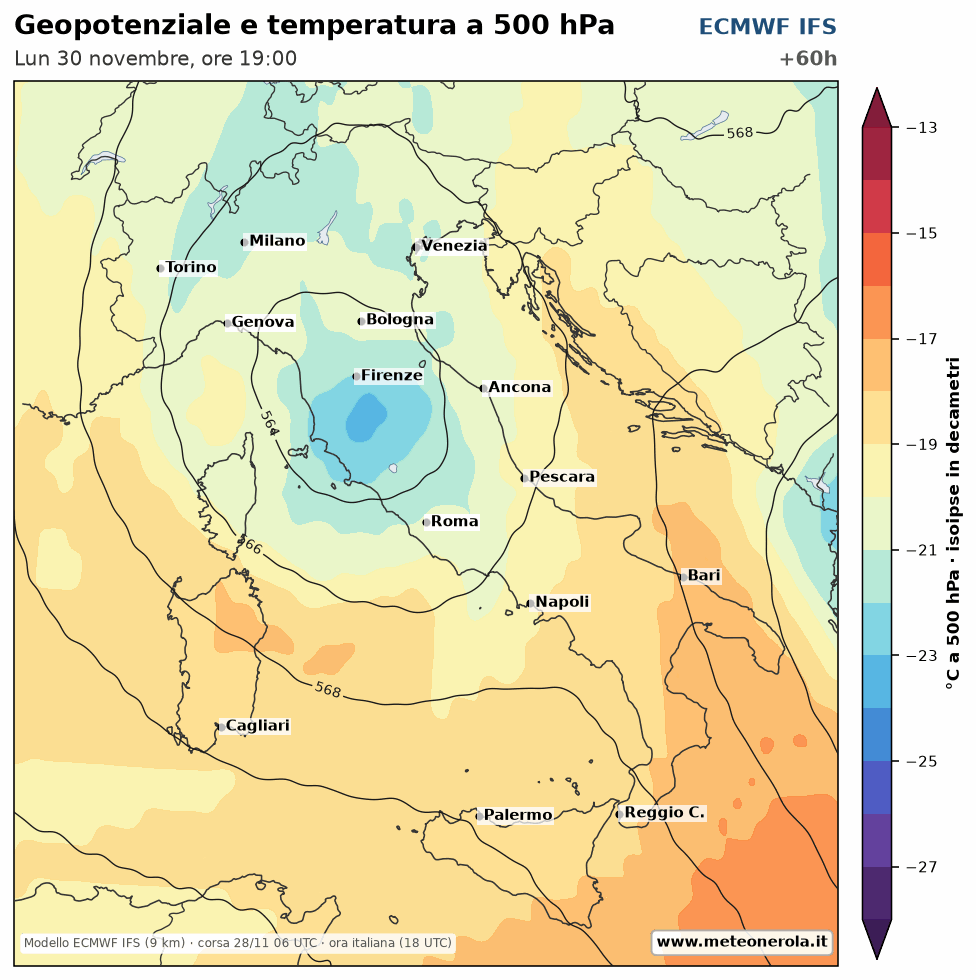 Geopotenziale e temperatura a 500 hPa
ECMWF IFS
Lun 30 novembre, ore 19:00
+60h
568
Milano
Venezia
Torino
Genova
Bologna
Firenze
Ancona
564
Pescara
Roma
566
Bari
Napoli
568
Cagliari
Palermo
Reggio C.
Modello ECMWF IFS (9 km) · corsa 28/11 06 UTC · ora italiana (18 UTC)
www.meteonerola.it
−13
−15
−17
−19
−21
−23
−25
−27
°C a 500 hPa · isoipse in decametri